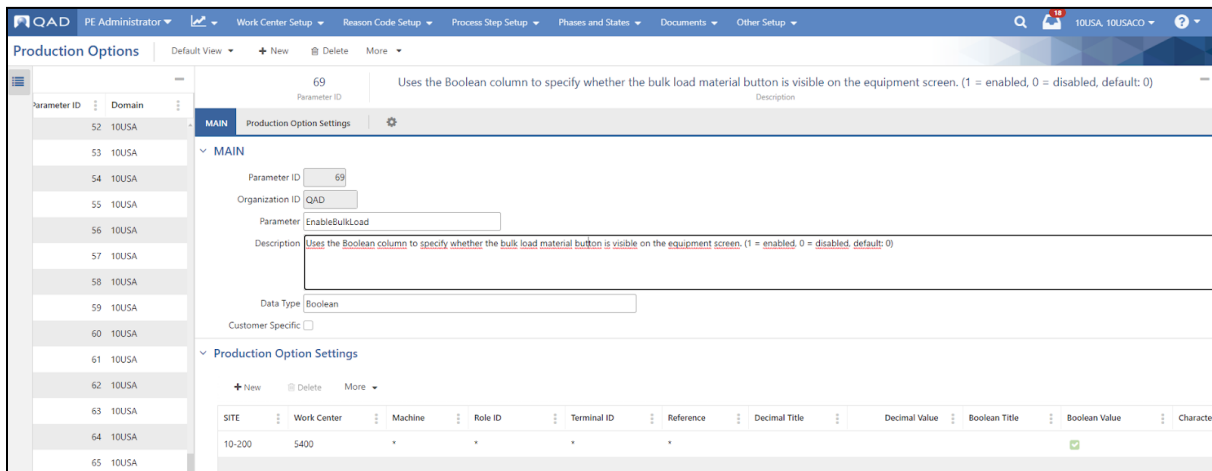 QAD PE Administrator Work Center Setup Reason Code Setup Process Step Setup Phases and States Documents Other Setup 18 10USA, 10USACO ?
Production Options Default View + New Delete More
69 Uses the Boolean column to specify whether the bulk load material button is visible on the equipment screen. (1 = enabled, 0 = disabled, default: 0)
Parameter ID Description
Parameter ID Domain
52 10USA
53 10USA
54 10USA
55 10USA
56 10USA
57 10USA
58 10USA
59 10USA
60 10USA
61 10USA
62 10USA
63 10USA
64 10USA
65 10USA
MAIN Production Option Settings
MAIN
Parameter ID 69
Organization ID QAD
Parameter EnableBulkLoad
Description Uses the Boolean column to specify whether the bulk load material button is visible on the equipment screen. (1 = enabled, 0 = disabled, default: 0)
Data Type Boolean
Customer Specific
Production Option Settings
+ New Delete More
SITE Work Center Machine Role ID Terminal ID Reference Decimal Title Decimal Value Boolean Title Boolean Value Characte
10-200 5400 * * * *